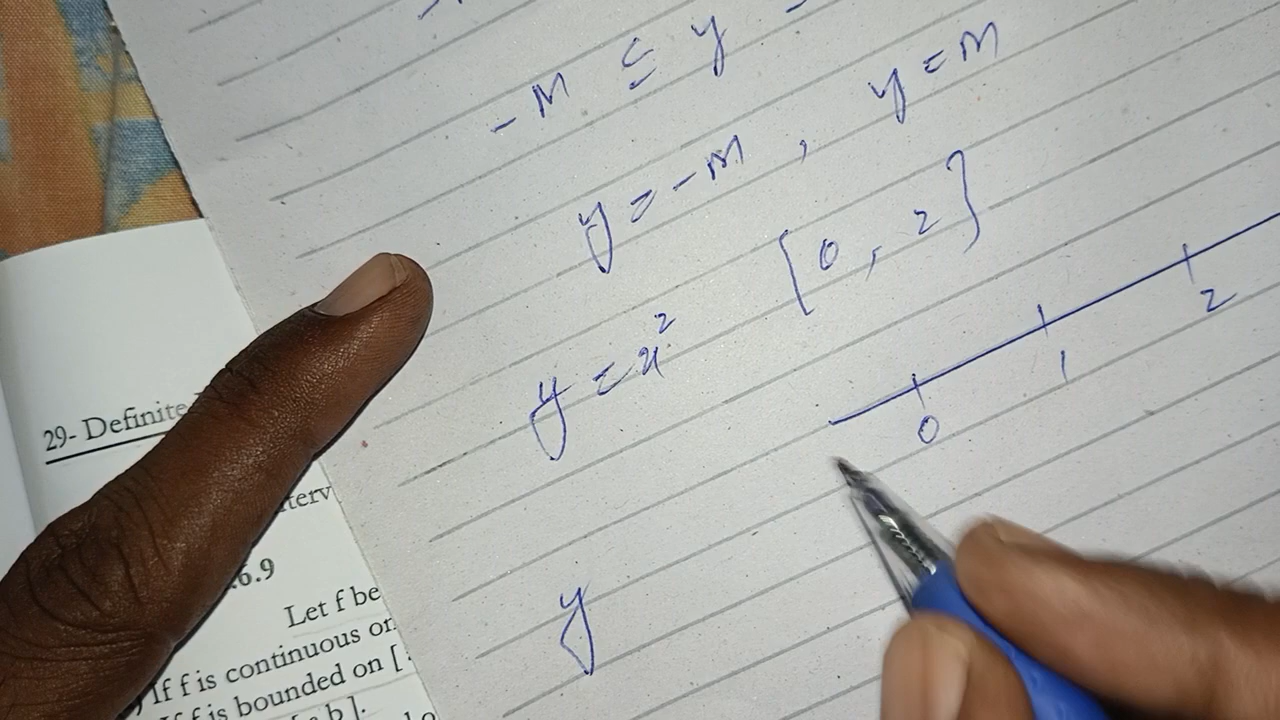 -M ≤ y
y = -M , y = M
y = x² [0, 2]
0 1 2
y
29- Definite
6.9
Let f be
If f is continuous on
f is bounded on [
b].